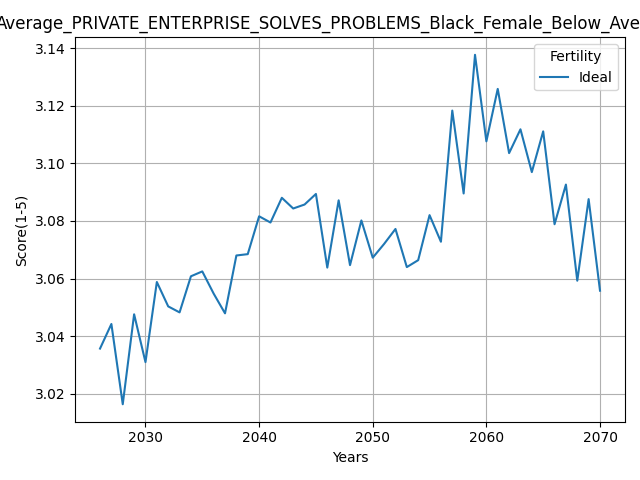 Average_PRIVATE_ENTERPRISE_SOLVES_PROBLEMS_Black_Female_Below_Ave
3.14
3.12
3.10
3.08
3.06
3.04
3.02
Score(1-5)
Fertility
Ideal
2030 2040 2050 2060 2070
Years